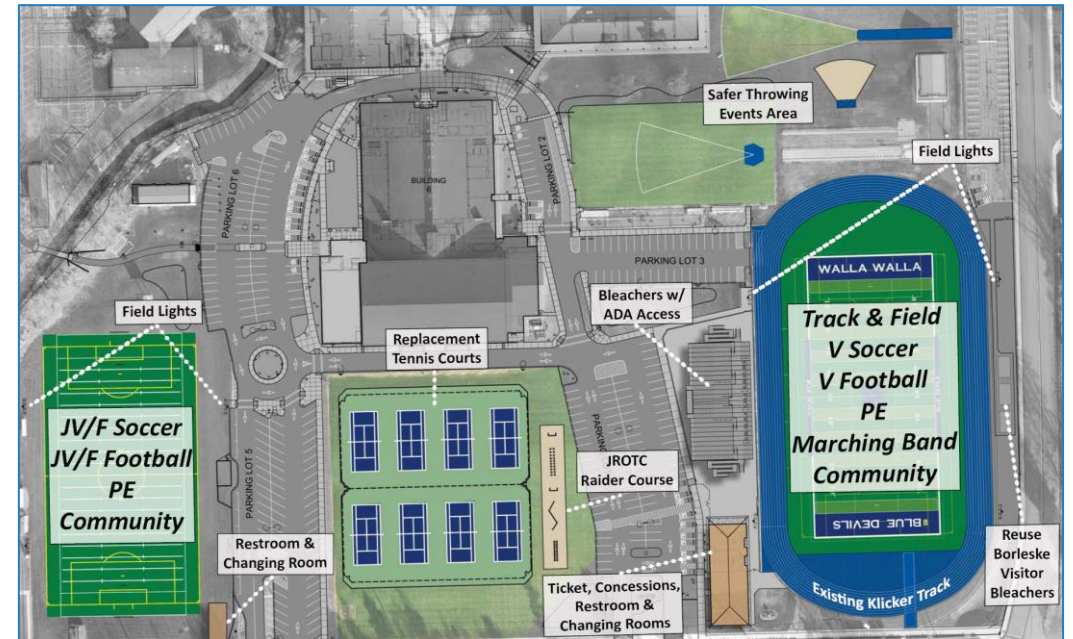 Safer Throwing
Events Area
Field Lights
PARKING LOT 6
PARKING LOT 2
BUILDING
6
PARKING LOT 3
WALLA WALLA
Bleachers w/
ADA Access
Track & Field
V Soccer
V Football
PE
Marching Band
Community
BLUE DEVILS
Existing Klicker Track
Field Lights
Replacement
Tennis Courts
JV/F Soccer
JV/F Football
PE
Community
PARKING LOT 5
PARKING
JROTC
Raider Course
Restroom &
Changing Room
Ticket, Concessions,
Restroom &
Changing Rooms
Reuse
Borleske
Visitor
Bleachers